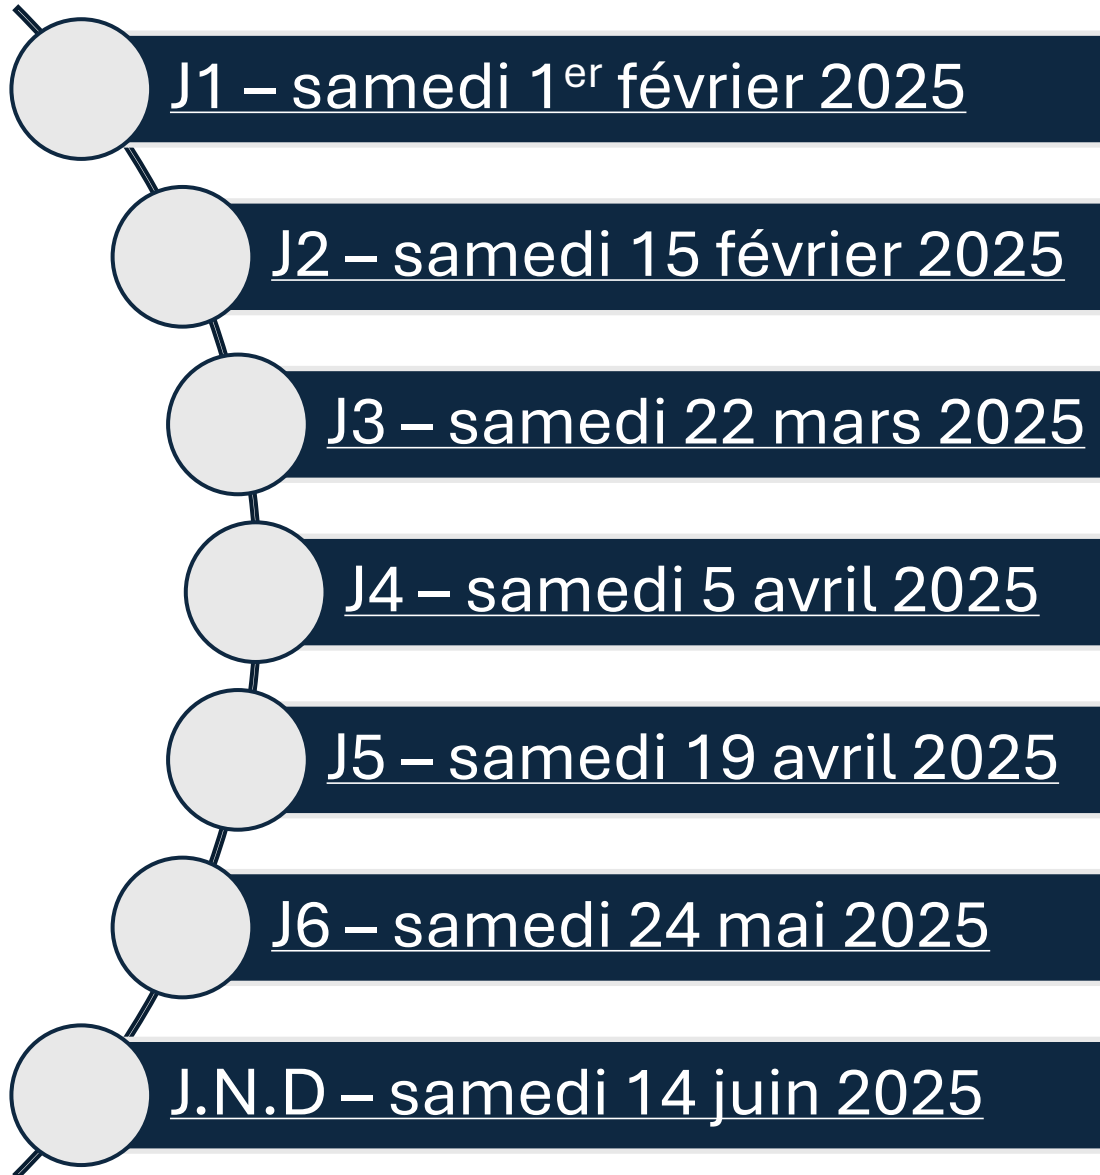 J1 – samedi 1er février 2025
J2 – samedi 15 février 2025
J3 – samedi 22 mars 2025
J4 – samedi 5 avril 2025
J5 – samedi 19 avril 2025
J6 – samedi 24 mai 2025
J.N.D – samedi 14 juin 2025